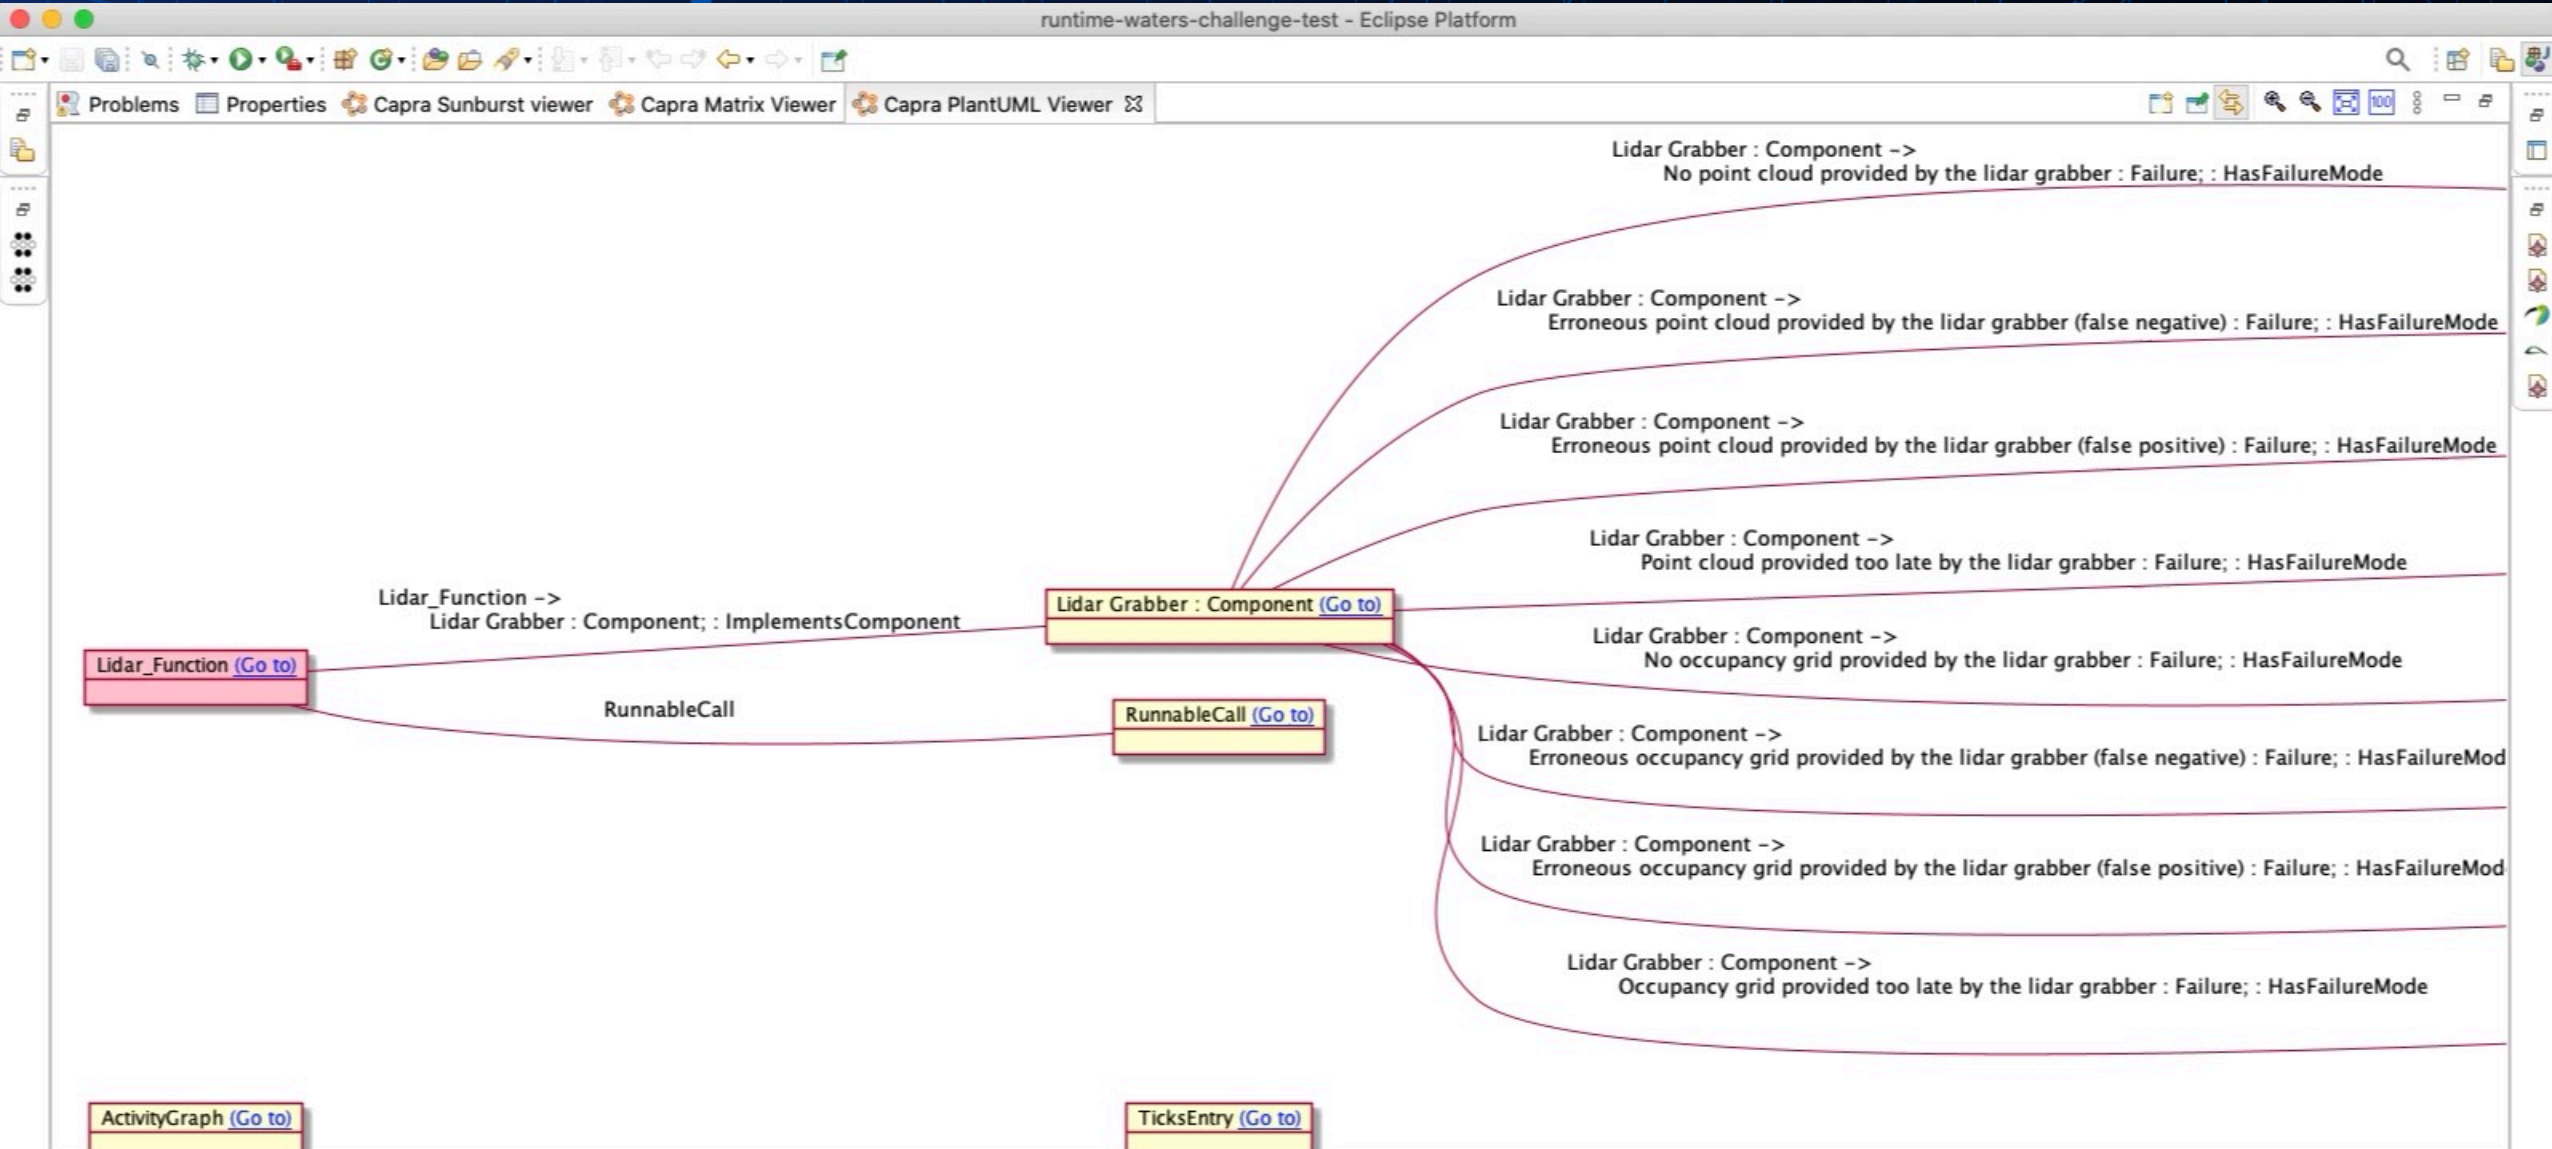 runtime-waters-challenge-test - Eclipse Platform
Problems Properties Capra Sunburst viewer Capra Matrix Viewer Capra PlantUML Viewer
100
Lidar Grabber : Component ->
No point cloud provided by the lidar grabber : Failure; : HasFailureMode
Lidar Grabber : Component ->
Erroneous point cloud provided by the lidar grabber (false negative) : Failure; : HasFailureMode
Lidar Grabber : Component ->
Erroneous point cloud provided by the lidar grabber (false positive) : Failure; : HasFailureMode
Lidar Grabber : Component ->
Point cloud provided too late by the lidar grabber : Failure; : HasFailureMode
Lidar_Function ->
Lidar Grabber : Component; : ImplementsComponent
Lidar Grabber : Component (Go to)
Lidar Grabber : Component ->
No occupancy grid provided by the lidar grabber : Failure; : HasFailureMode
Lidar_Function (Go to)
RunnableCall
RunnableCall (Go to)
Lidar Grabber : Component ->
Erroneous occupancy grid provided by the lidar grabber (false negative) : Failure; : HasFailureMod
Lidar Grabber : Component ->
Erroneous occupancy grid provided by the lidar grabber (false positive) : Failure; : HasFailureMod
Lidar Grabber : Component ->
Occupancy grid provided too late by the lidar grabber : Failure; : HasFailureMode
ActivityGraph (Go to)
TicksEntry (Go to)